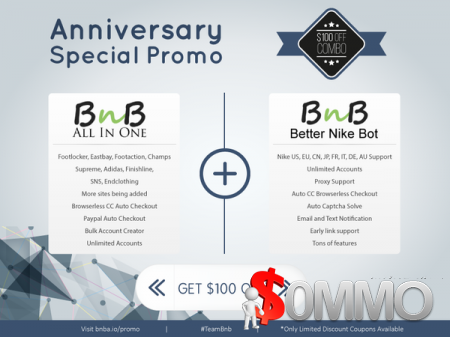 Anniversary
Special Promo
$100 OFF
COMBO
BnB
ALL IN ONE
Footlocker, Eastbay, Footaction, Champs
Supreme, Adidas, Finishline,
SNS, Endclothing
More sites being added
Browserless CC Auto Checkout
Paypal Auto Checkout
Bulk Account Creator
Unlimited Accounts
+
BnB
Better Nike Bot
Nike US, EU, CN, JP, FR, IT, DE, AU Support
Unlimited Accounts
Proxy Support
Auto CC Browserless Checkout
Auto Captcha Solve
Email and Text Notification
Early link support
Tons of features
GET $100 O
$0MMO
Visit bnba.io/promo | #TeamBnb | *Only Limited Discount Coupons Available